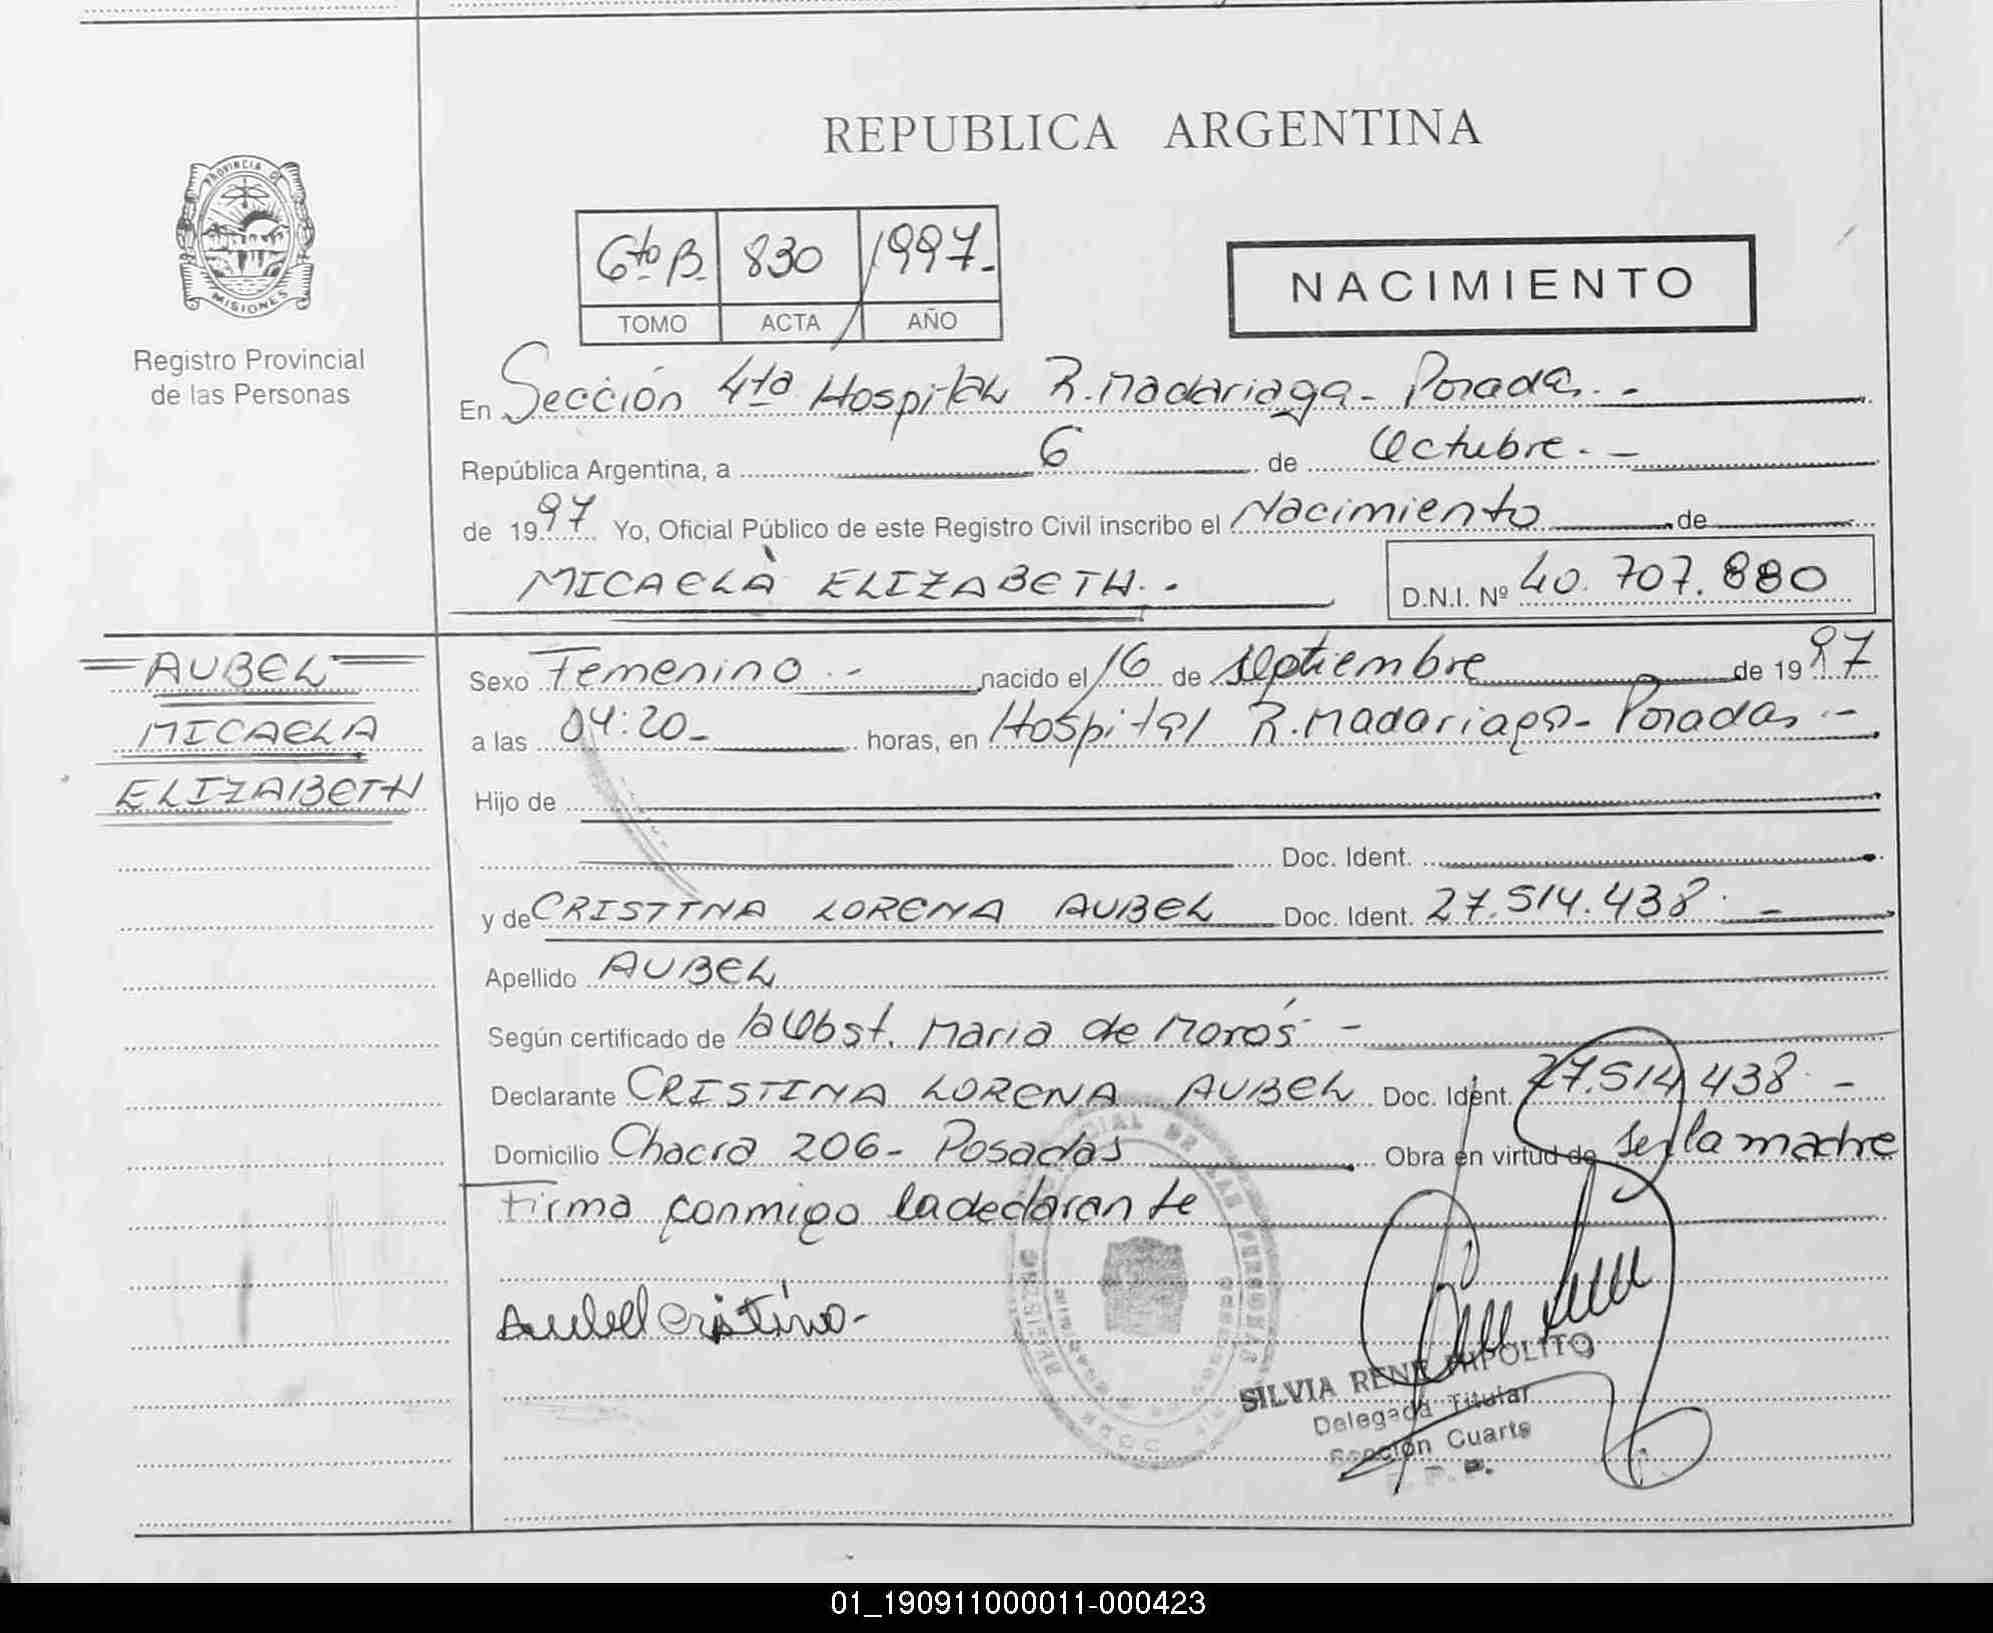 REPUBLICA ARGENTINA
PROVINCIA DE
MISIONES
Registro Provincial
de las Personas
6to B. 830 1997.-
TOMO ACTA AÑO
NACIMIENTO
En Sección 4ta Hospital R. Madariaga - Posadas. -
República Argentina, a 6 de Octubre. -
de 1997 Yo, Oficial Público de este Registro Civil inscribo el Nacimiento de
MICAELA ELIZABETH. - D.N.I. Nº 40.707.880
AUBEL
MICAELA
ELIZABETH
Sexo Femenino. - nacido el 16 de septiembre de 1997
a las 04:20 - horas, en Hospital R. Madariaga - Posadas. -
Hijo de
Doc. Ident.
y de CRISTINA LORENA AUBEL Doc. Ident. 27.514.438. -
Apellido AUBEL
Según certificado de la Obst. Maria de Morós -
Declarante CRISTINA LORENA AUBEL Doc. Ident. 27.514.438. -
Domicilio Chacra 206 - Posadas Obra en virtud de ser la madre
Firma conmigo la declarante
Aubel Cristina -
SILVIA RENE HIPOLITO
Delegada Titular
Sección Cuarta
01_190911000011-000423